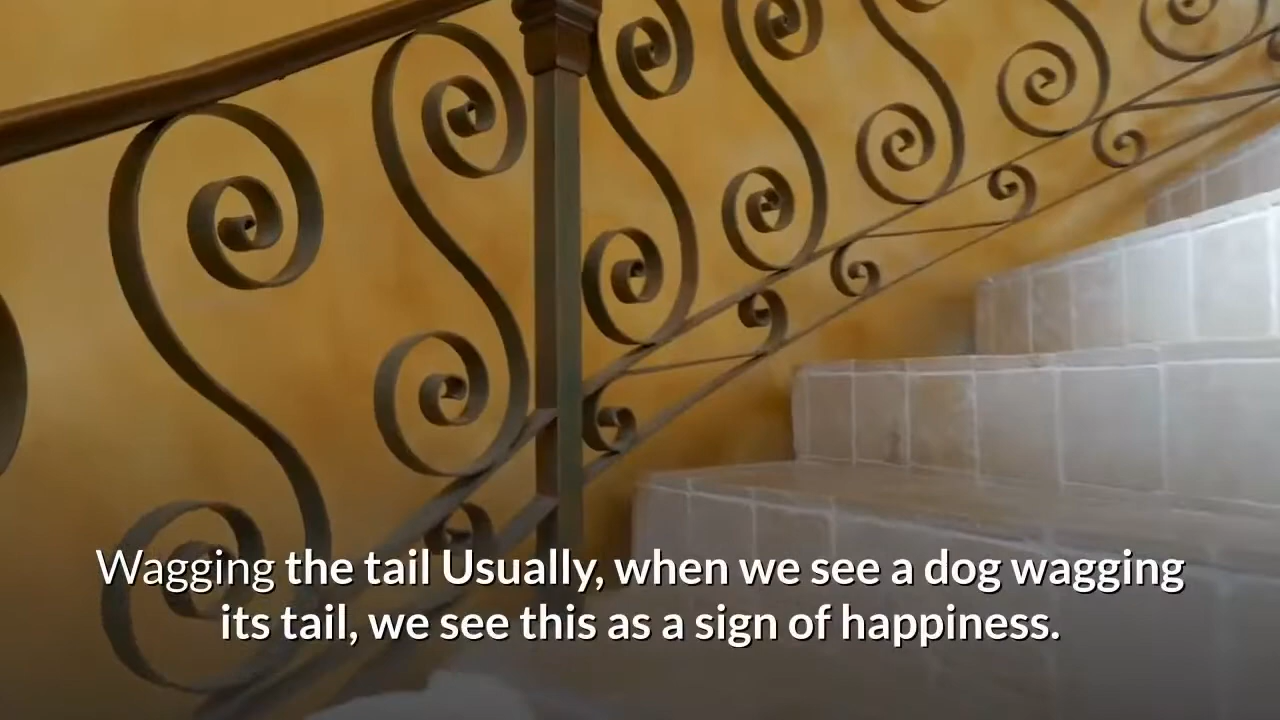 Wagging the tail Usually, when we see a dog wagging
its tail, we see this as a sign of happiness.